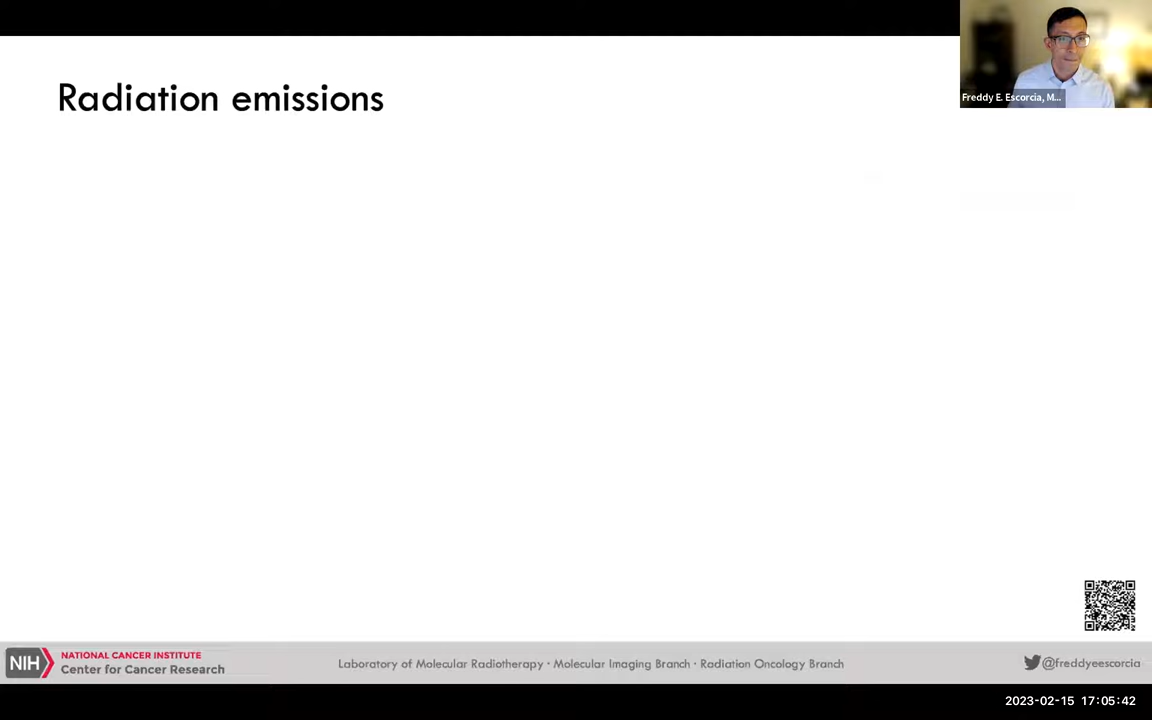 Radiation emissions
Freddy E. Escorcia, M...
NIH
NATIONAL CANCER INSTITUTE
Center for Cancer Research
Laboratory of Molecular Radiotherapy · Molecular Imaging Branch · Radiation Oncology Branch
@freddyeescorcia
2023-02-15 17:05:42